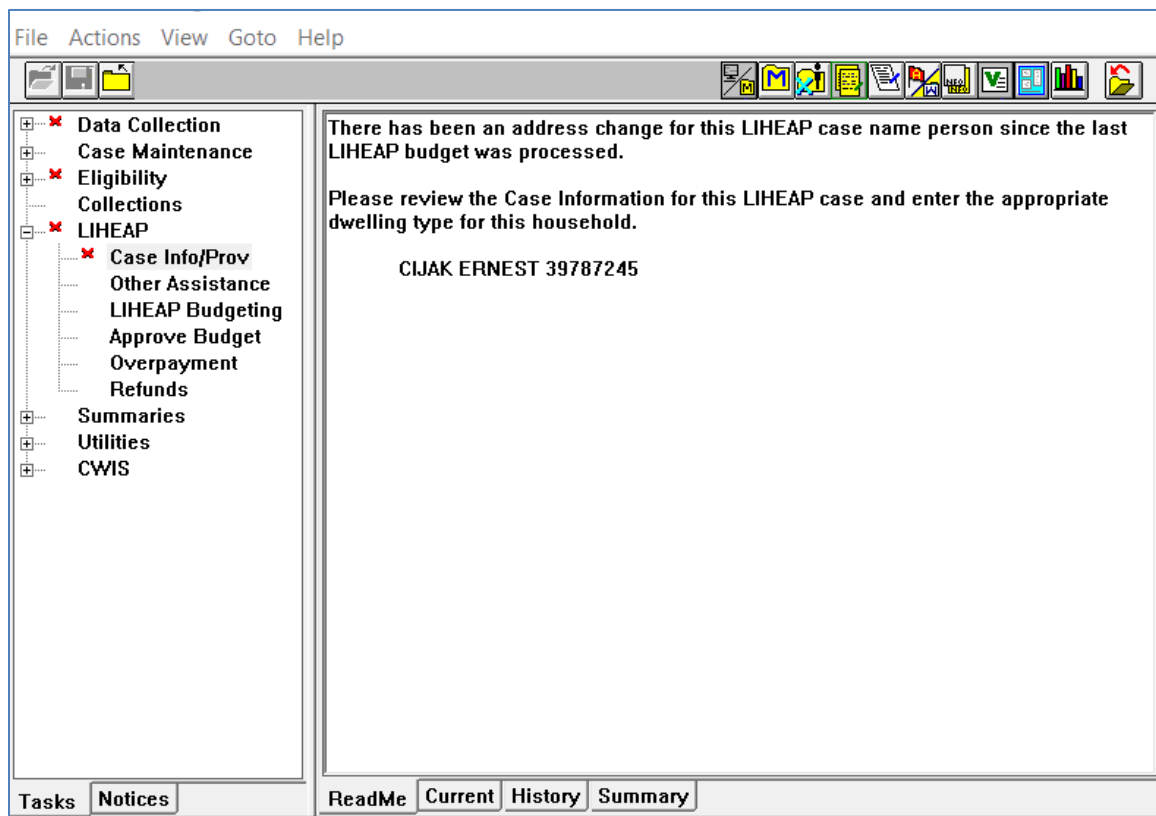 File Actions View Goto Help
Data Collection
Case Maintenance
Eligibility
Collections
LIHEAP
Case Info/Prov
Other Assistance
LIHEAP Budgeting
Approve Budget
Overpayment
Refunds
Summaries
Utilities
CWIS
Tasks Notices
There has been an address change for this LIHEAP case name person since the last
LIHEAP budget was processed.
Please review the Case Information for this LIHEAP case and enter the appropriate
dwelling type for this household.
CIJAK ERNEST 39787245
ReadMe Current History Summary